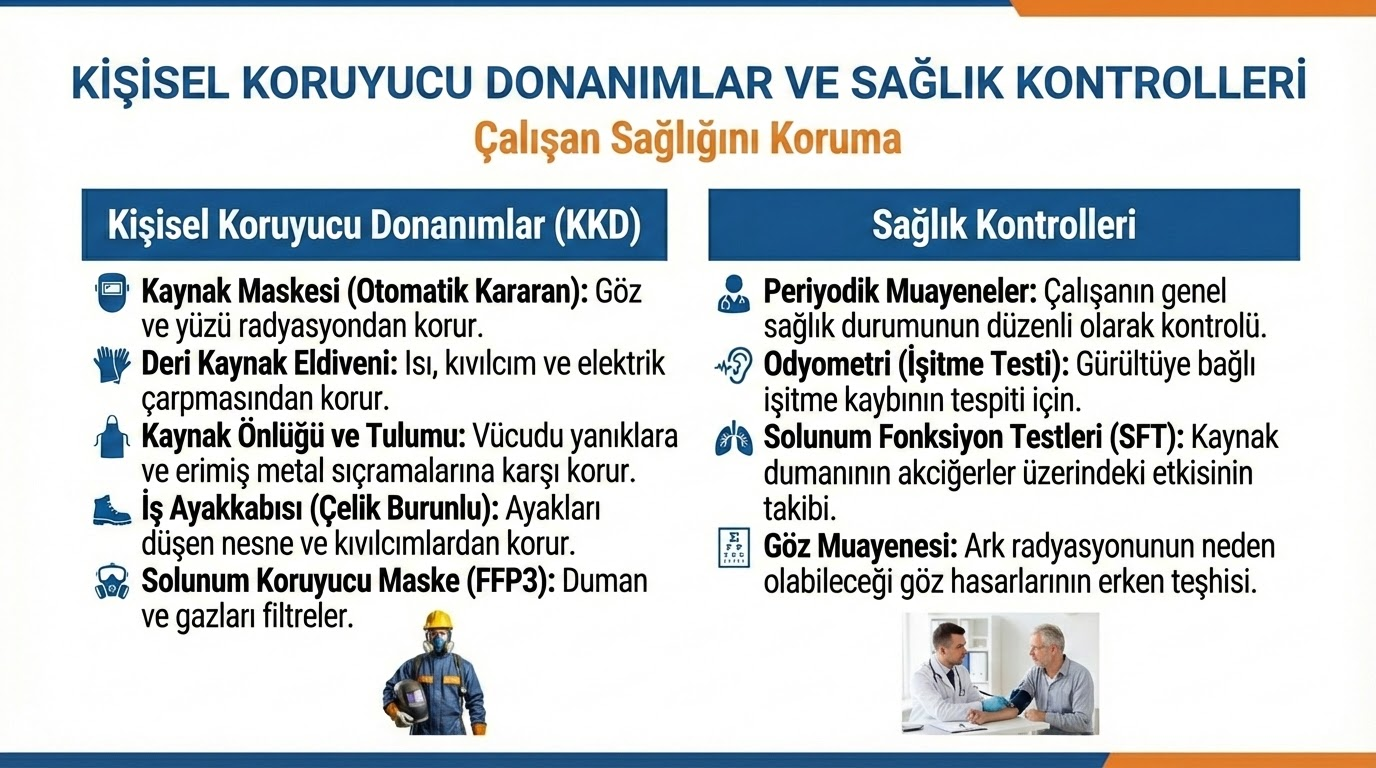 KİŞİSEL KORUYUCU DONANIMLAR VE SAĞLIK KONTROLLERİ
Çalışan Sağlığını Koruma
Kişisel Koruyucu Donanımlar (KKD)
Kaynak Maskesi (Otomatik Kararan): Göz
ve yüzü radyasyondan korur.
Deri Kaynak Eldiveni: Isı, kıvılcım ve elektrik
çarpmasından korur.
Kaynak Önlüğü ve Tulumu: Vücudu yanıklara
ve erimiş metal sıçramalarına karşı korur.
İş Ayakkabısı (Çelik Burunlu): Ayakları
düşen nesne ve kıvılcımlardan korur.
Solunum Koruyucu Maske (FFP3): Duman
ve gazları filtreler.
Sağlık Kontrolleri
Periyodik Muayeneler: Çalışanın genel
sağlık durumunun düzenli olarak kontrolü.
Odyometri (İşitme Testi): Gürültüye bağlı
işitme kaybının tespiti için.
Solunum Fonksiyon Testleri (SFT): Kaynak
dumanının akciğerler üzerindeki etkisinin
takibi.
Göz Muayenesi: Ark radyasyonunun neden
olabileceği göz hasarlarının erken teşhisi.